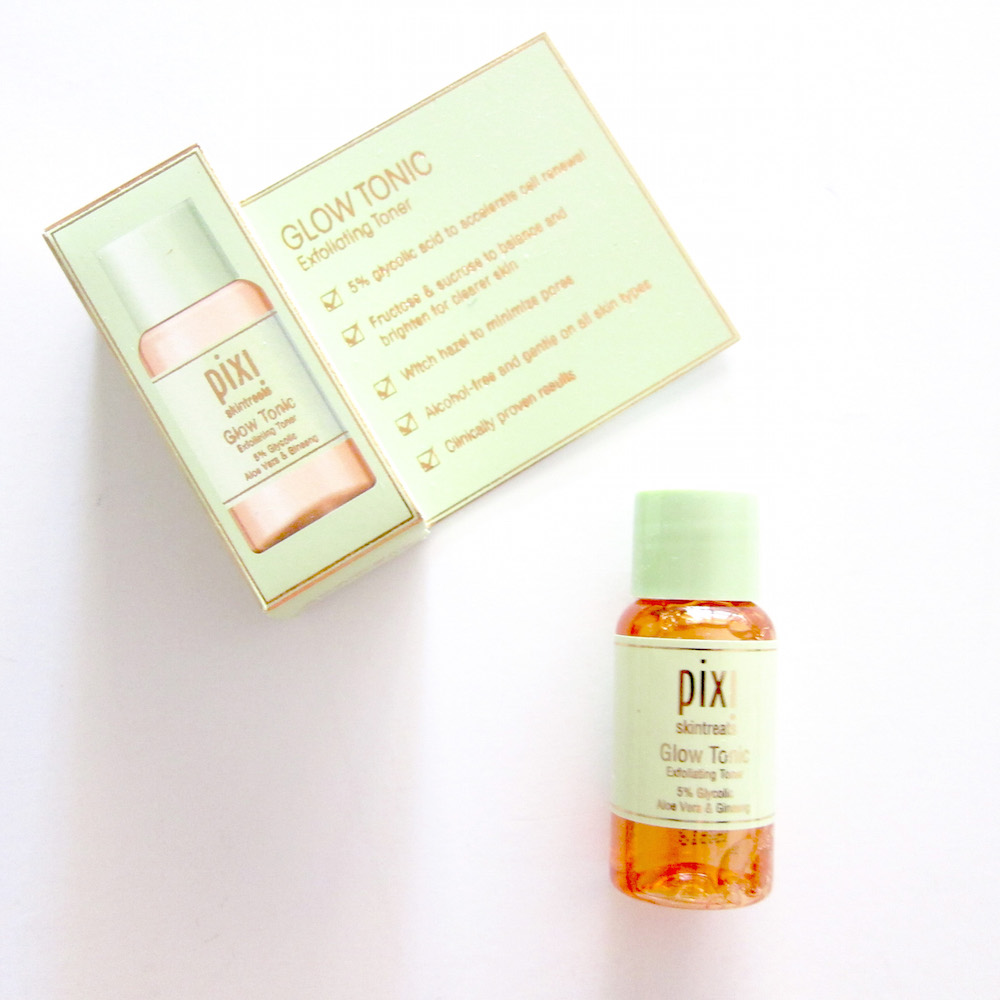 GLOW TONIC
Exfoliating Toner
5% glycolic acid to accelerate cell renewal
Fructose & sucrose to balance and
brighten for clearer skin
Witch hazel to minimize pores
Alcohol-free and gentle on all skin types
Clinically proven results
pixi
skintreats
Glow Tonic
Exfoliating Toner
5% Glycolic
Aloe Vera & Ginseng
pixi
skintreats
Glow Tonic
Exfoliating Toner
5% Glycolic
Aloe Vera & Ginseng